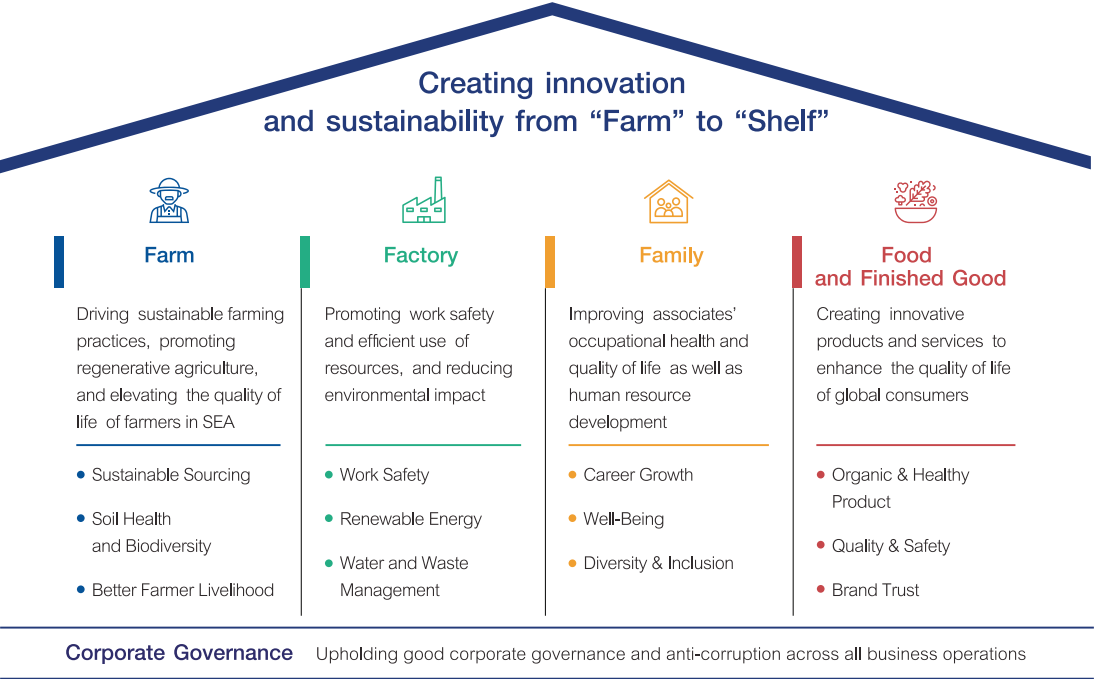 Creating innovation
and sustainability from “Farm” to “Shelf”
Farm
Driving sustainable farming
practices, promoting
regenerative agriculture,
and elevating the quality of
life of farmers in SEA
Sustainable Sourcing
Soil Health
and Biodiversity
Better Farmer Livelihood
Factory
Promoting work safety
and efficient use of
resources, and reducing
environmental impact
Work Safety
Renewable Energy
Water and Waste
Management
Family
Improving associates’
occupational health and
quality of life as well as
human resource
development
Career Growth
Well-Being
Diversity & Inclusion
Food
and Finished Good
Creating innovative
products and services to
enhance the quality of life
of global consumers
Organic & Healthy
Product
Quality & Safety
Brand Trust
Corporate Governance Upholding good corporate governance and anti-corruption across all business operations